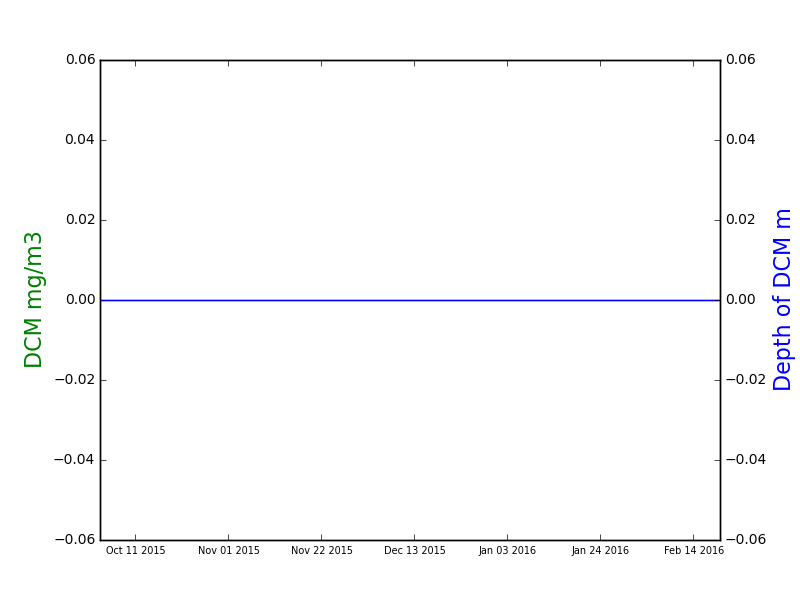 DCM mg/m3
0.06
0.04
0.02
0.00
−0.02
−0.04
−0.06
0.06
0.04
0.02
0.00
−0.02
−0.04
−0.06
Depth of DCM m
Oct 11 2015
Nov 01 2015
Nov 22 2015
Dec 13 2015
Jan 03 2016
Jan 24 2016
Feb 14 2016